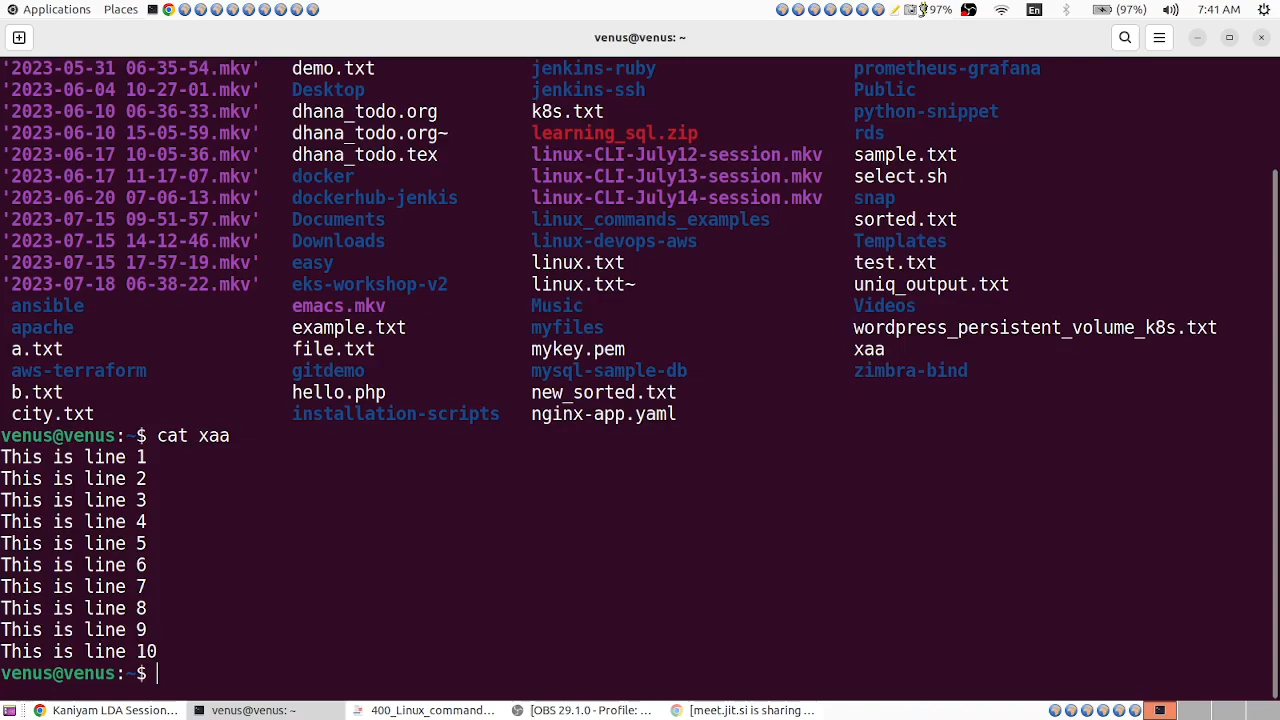 Applications Places 97% En (97%) 7:41 AM
venus@venus: ~
'2023-05-31 06-35-54.mkv' demo.txt jenkins-ruby prometheus-grafana
'2023-06-04 10-27-01.mkv' Desktop jenkins-ssh Public
'2023-06-10 06-36-33.mkv' dhana_todo.org k8s.txt python-snippet
'2023-06-10 15-05-59.mkv' dhana_todo.org~ learning_sql.zip rds
'2023-06-17 10-05-36.mkv' dhana_todo.tex linux-CLI-July12-session.mkv sample.txt
'2023-06-17 11-17-07.mkv' docker linux-CLI-July13-session.mkv select.sh
'2023-06-20 07-06-13.mkv' dockerhub-jenkis linux-CLI-July14-session.mkv snap
'2023-07-15 09-51-57.mkv' Documents linux_commands_examples sorted.txt
'2023-07-15 14-12-46.mkv' Downloads linux-devops-aws Templates
'2023-07-15 17-57-19.mkv' easy linux.txt test.txt
'2023-07-18 06-38-22.mkv' eks-workshop-v2 linux.txt~ uniq_output.txt
ansible emacs.mkv Music Videos
apache example.txt myfiles wordpress_persistent_volume_k8s.txt
a.txt file.txt mykey.pem xaa
aws-terraform gitdemo mysql-sample-db zimbra-bind
b.txt hello.php new_sorted.txt
city.txt installation-scripts nginx-app.yaml
venus@venus:~$ cat xaa
This is line 1
This is line 2
This is line 3
This is line 4
This is line 5
This is line 6
This is line 7
This is line 8
This is line 9
This is line 10
venus@venus:~$
Kaniyam LDA Session... venus@venus: ~ 400_Linux_command... [OBS 29.1.0 - Profile: ... [meet.jit.si is sharing ...